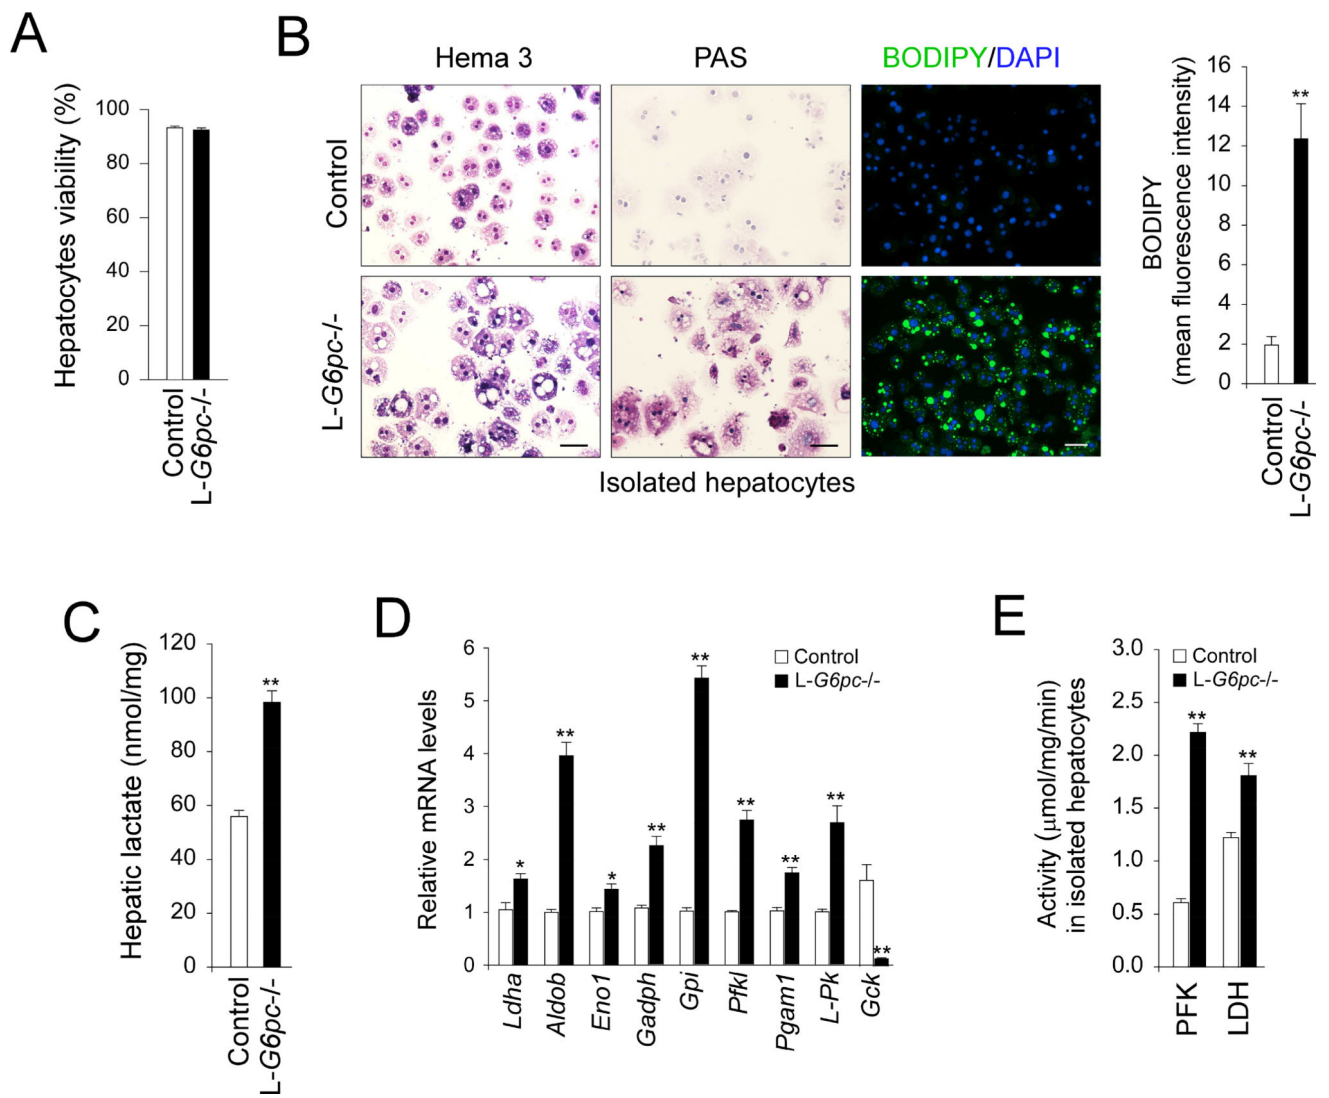 A
Hepatocytes viability (%)
100
80
60
40
20
0
Control
L-G6pc-/-
B
Hema 3
PAS
BODIPY/DAPI
Control
L-G6pc-/-
Isolated hepatocytes
BODIPY
(mean fluorescence intensity)
16
14
12
10
8
6
4
2
0
**
Control
L-G6pc-/-
C
Hepatic lactate (nmol/mg)
120
100
80
60
40
20
0
**
Control
L-G6pc-/-
D
Relative mRNA levels
6
5
4
3
2
1
0
Control
L-G6pc-/-
* ** * ** ** ** ** ** **
Ldha
Aldob
Eno1
Gadph
Gpi
Pfkl
Pgam1
L-Pk
Gck
E
Activity (μmol/mg/min)
in isolated hepatocytes
3.0
2.5
2.0
1.5
1.0
0.5
0.0
Control
L-G6pc-/-
** **
PFK
LDH